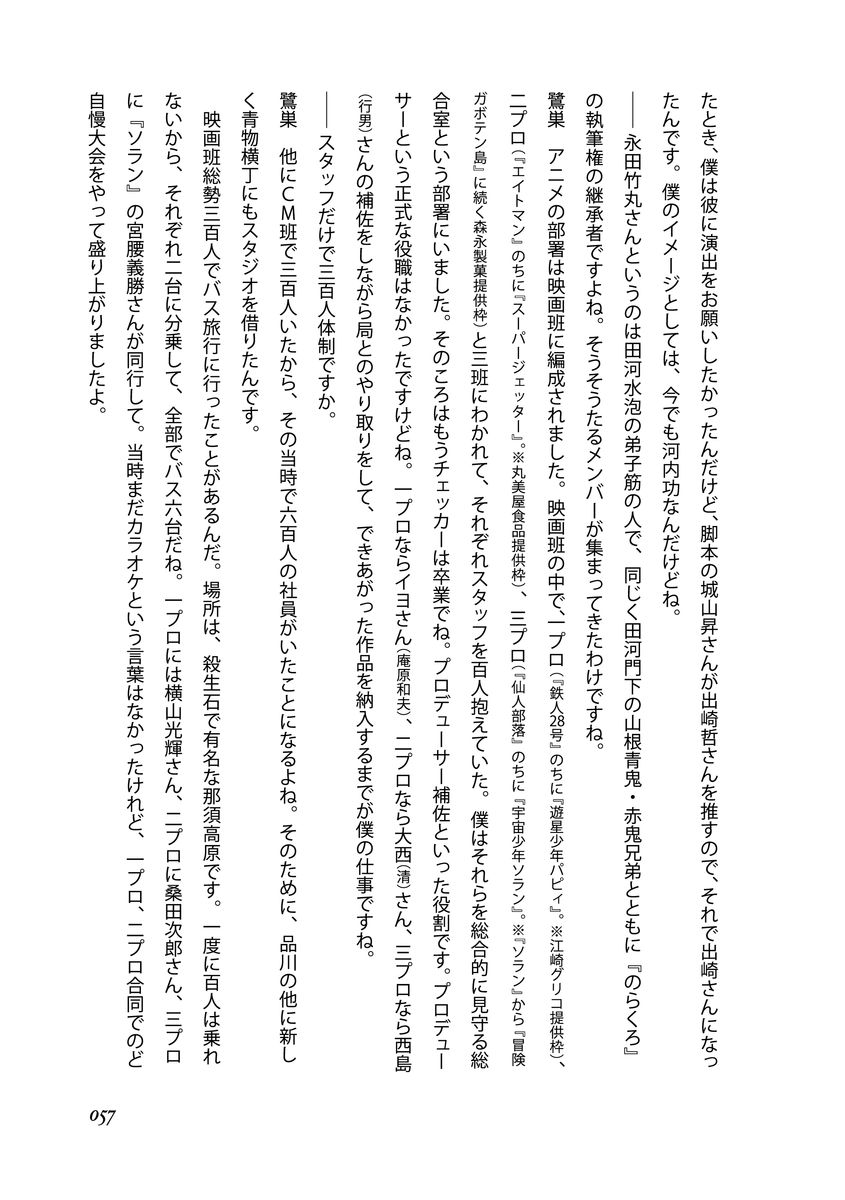 たとき、僕は彼に演出をお願いしたかったんだけど、脚本の城山昇さんが出崎哲さんを推すので、それで出崎さんになっ
たんです。僕のイメージとしては、今でも河内功なんだけどね。
―― 永田竹丸さんというのは田河水泡の弟子筋の人で、同じく田河門下の山根青鬼・赤鬼兄弟とともに『のらくろ』
の執筆権の継承者ですよね。そうそうたるメンバーが集まってきたわけですね。
鷺巣　アニメの部署は映画班に編成されました。映画班の中で、一プロ（『鉄人28号』のちに『遊星少年パピィ』。※江崎グリコ提供枠）、
二プロ（『エイトマン』のちに『スーパージェッター』。※丸美屋食品提供枠）、三プロ（『仙人部落』のちに『宇宙少年ソラン』。※『ソラン』から『冒険
ガボテン島』に続く森永製菓提供枠）と三班にわかれて、それぞれスタッフを百人抱えていた。僕はそれらを総合的に見守る総
合室という部署にいました。そのころはもうチェッカーは卒業でね。プロデューサー補佐といった役割です。プロデュー
サーという正式な役職はなかったですけどね。一プロならイヨさん（庵原和夫）、二プロなら大西（清）さん、三プロなら西島
（行男）さんの補佐をしながら局とのやり取りをして、できあがった作品を納入するまでが僕の仕事ですね。
―― スタッフだけで三百人体制ですか。
鷺巣　他にＣＭ班で三百人いたから、その当時で六百人の社員がいたことになるよね。そのために、品川の他に新し
く青物横丁にもスタジオを借りたんです。
　映画班総勢三百人でバス旅行に行ったことがあるんだ。場所は、殺生石で有名な那須高原です。一度に百人は乗れ
ないから、それぞれ二台に分乗して、全部でバス六台だね。一プロには横山光輝さん、二プロに桑田次郎さん、三プロ
に『ソラン』の宮腰義勝さんが同行して。当時まだカラオケという言葉はなかったけれど、一プロ、二プロ合同でのど
自慢大会をやって盛り上がりましたよ。
057